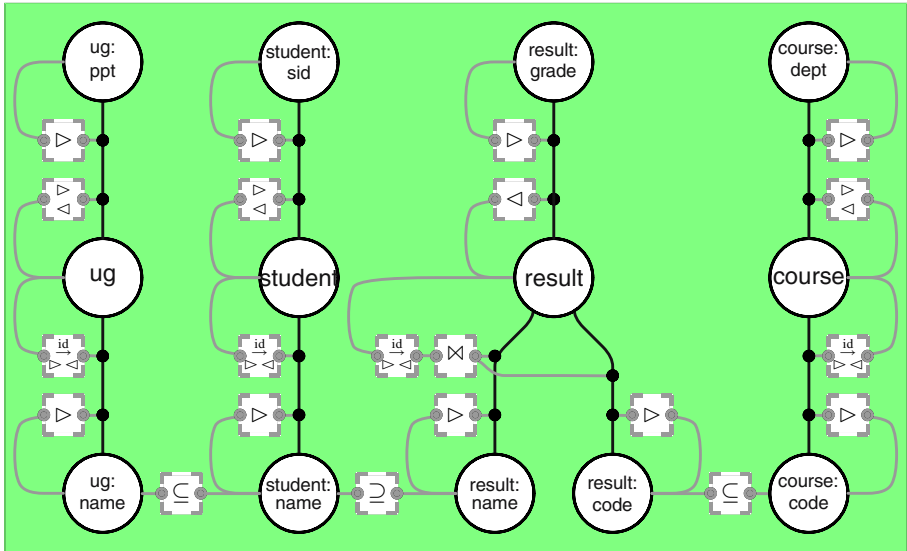 ug:
ppt
student:
sid
result:
grade
course:
dept
▷
▷
▷
▷
▷
◁
▷
◁
◁
▷
◁
ug
student
result
course
id
→
▷ ◁
id
→
▷ ◁
id
→
▷ ◁
⋈
id
→
▷ ◁
▷
▷
▷
▷
▷
ug:
name
⊆
student:
name
⊇
result:
name
result:
code
⊆
course:
code